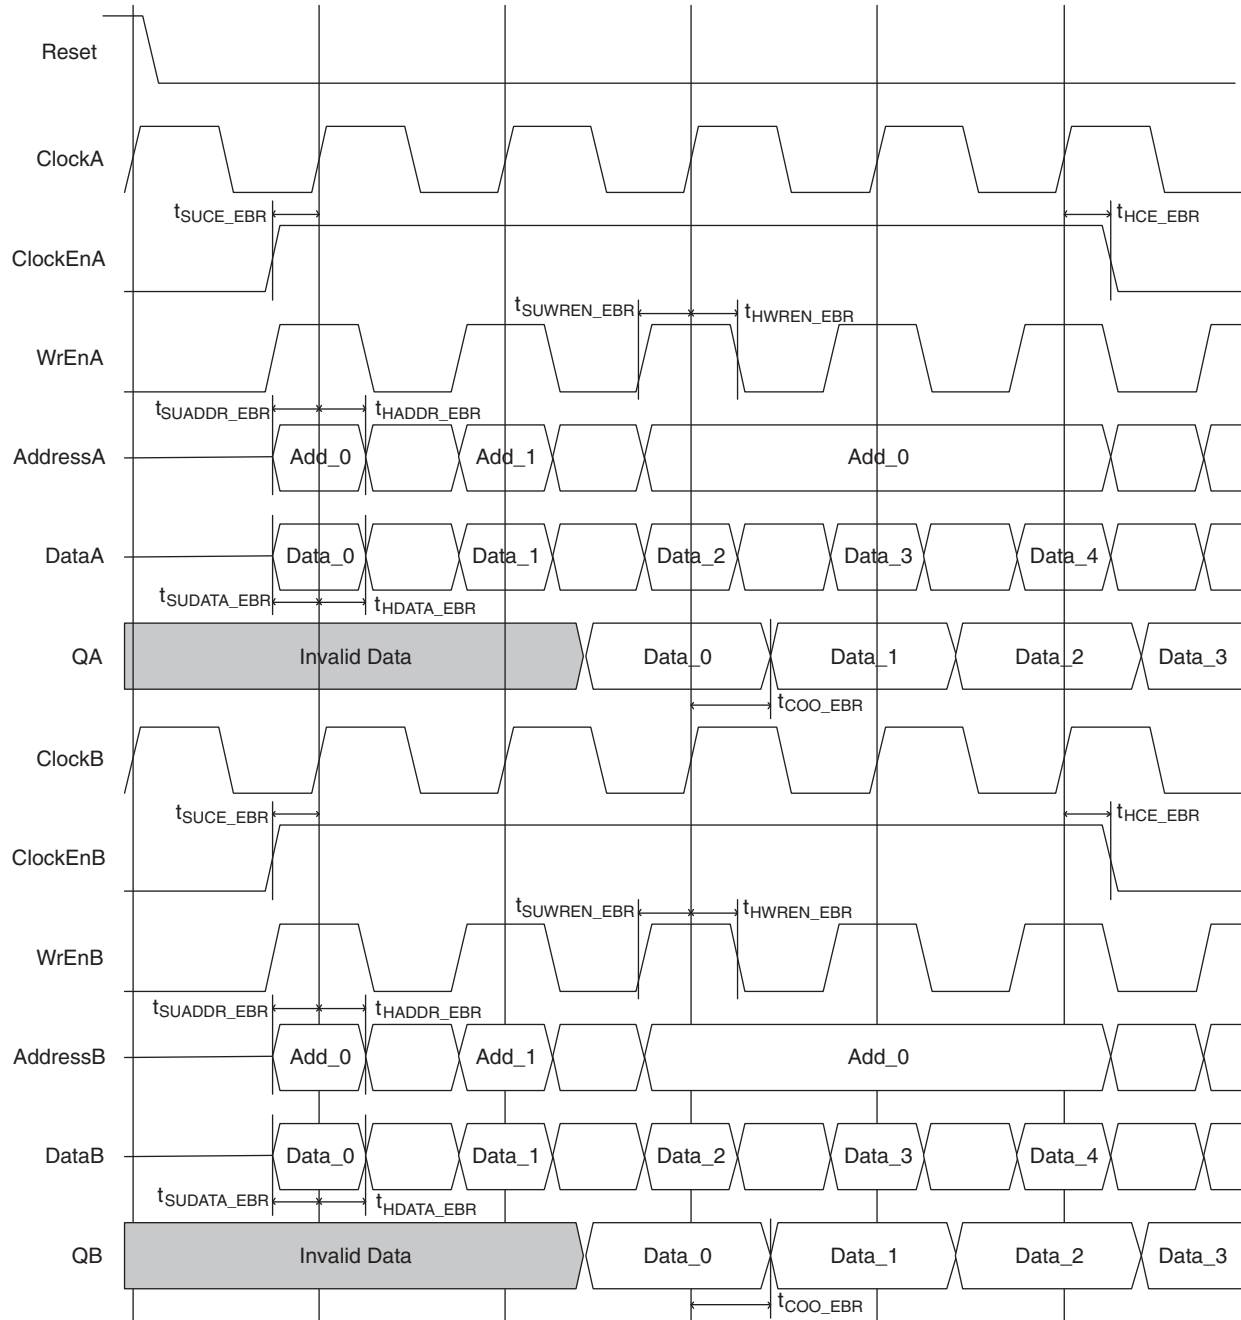 Reset
ClockA
tSUCE_EBR tHCE_EBR
ClockEnA
tSUWREN_EBR tHWREN_EBR
WrEnA
tSUADDR_EBR tHADDR_EBR
AddressA Add_0 Add_1 Add_0
DataA Data_0 Data_1 Data_2 Data_3 Data_4
tSUDATA_EBR tHDATA_EBR
QA Invalid Data Data_0 Data_1 Data_2 Data_3
tCOO_EBR
ClockB
tSUCE_EBR tHCE_EBR
ClockEnB
tSUWREN_EBR tHWREN_EBR
WrEnB
tSUADDR_EBR tHADDR_EBR
AddressB Add_0 Add_1 Add_0
DataB Data_0 Data_1 Data_2 Data_3 Data_4
tSUDATA_EBR tHDATA_EBR
QB Invalid Data Data_0 Data_1 Data_2 Data_3
tCOO_EBR